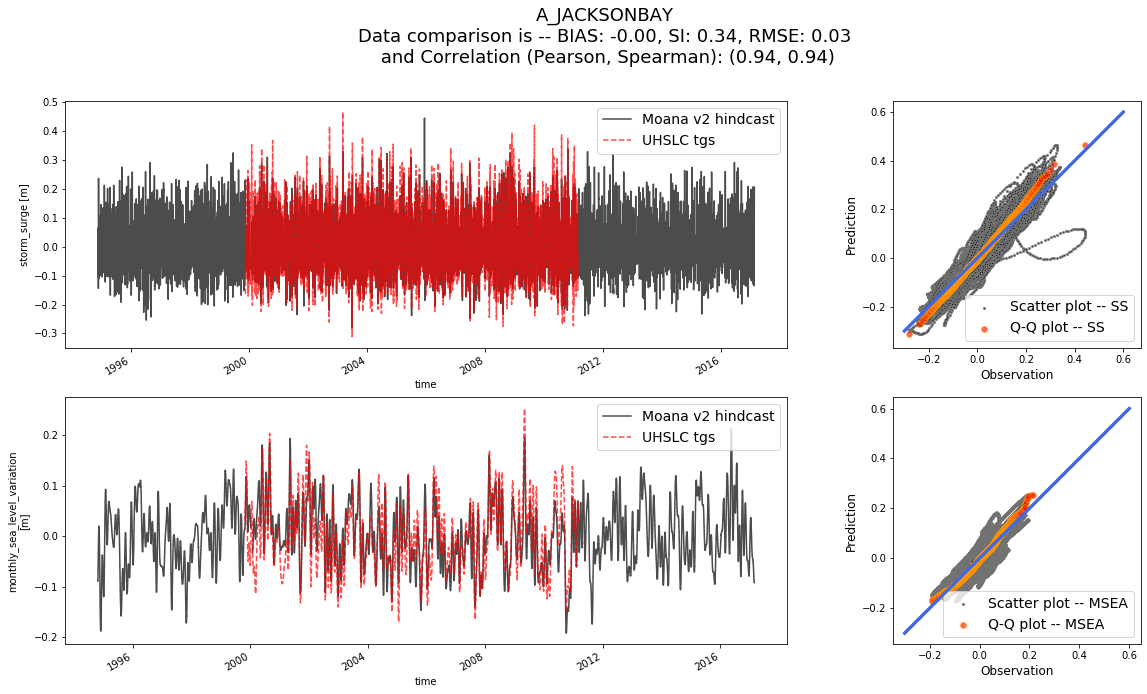 A_JACKSONBAY
Data comparison is -- BIAS: -0.00, SI: 0.34, RMSE: 0.03
and Correlation (Pearson, Spearman): (0.94, 0.94)
storm_surge [m]
0.5
0.4
0.3
0.2
0.1
0.0
−0.1
−0.2
−0.3
Moana v2 hindcast
UHSLC tgs
1996
2000
2004
2008
2012
2016
time
Prediction
0.6
0.4
0.2
0.0
−0.2
Scatter plot -- SS
Q-Q plot -- SS
−0.2
0.0
0.2
0.4
0.6
Observation
monthly_sea_level_variation
[m]
0.2
0.1
0.0
−0.1
−0.2
Moana v2 hindcast
UHSLC tgs
1996
2000
2004
2008
2012
2016
time
Prediction
0.6
0.4
0.2
0.0
−0.2
Scatter plot -- MSEA
Q-Q plot -- MSEA
−0.2
0.0
0.2
0.4
0.6
Observation